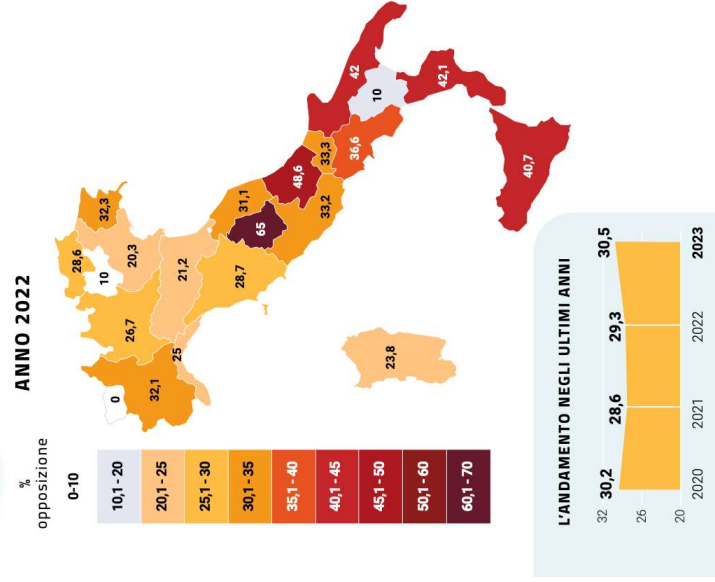 ANNO 2022
%
opposizione
0-10
10,1 - 20
20,1 - 25
25,1 - 30
30,1 - 35
35,1 - 40
40,1 - 45
45,1 - 50
50,1 - 60
60,1 - 70
0
32,1
26,7
10
28,6
32,3
20,3
25
21,2
28,7
65
31,1
33,2
48,6
33,3
36,6
42
10
42,1
40,7
23,8
L'ANDAMENTO NEGLI ULTIMI ANNI
32
26
20
30,2
28,6
29,3
30,5
2020
2021
2022
2023